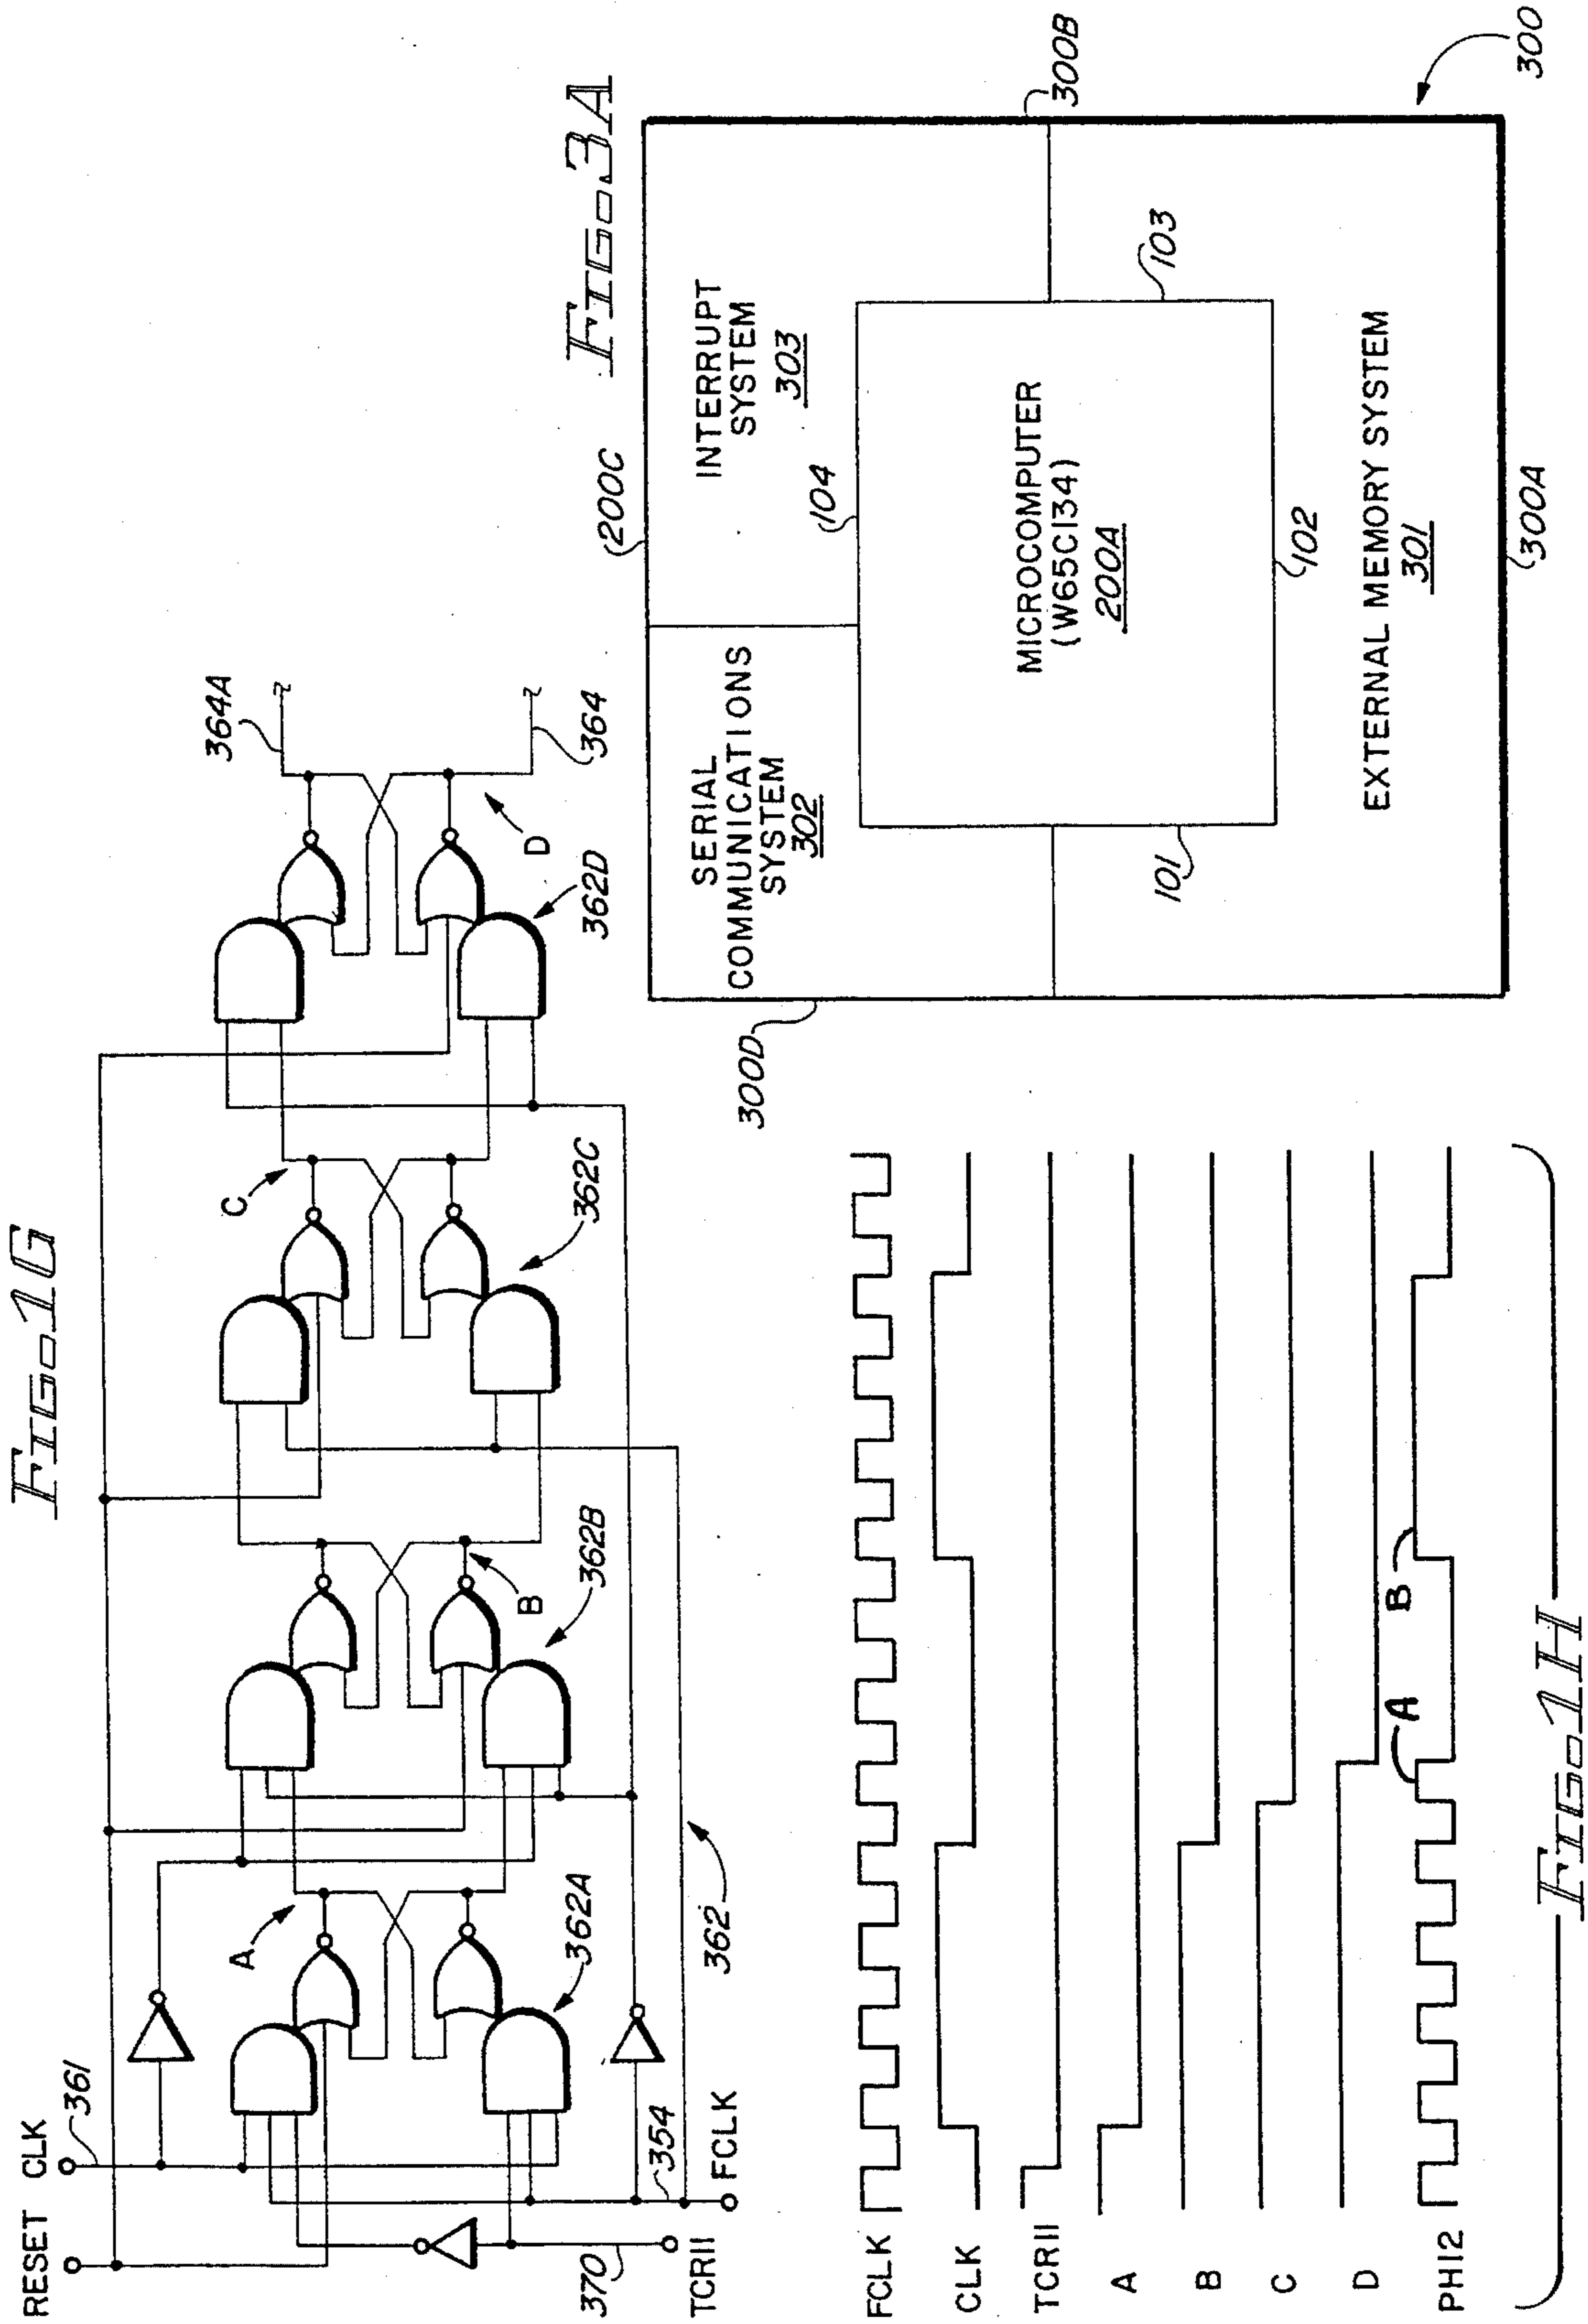 FIG. 1G
RESET
CLK
361
A
B
C
D
364A
364
362A
362B
362C
362D
362
354
FCLK
370
TCR11
FIG. 3A
200C
INTERRUPT
SYSTEM
303
SERIAL
COMMUNICATIONS
SYSTEM
302
104
MICROCOMPUTER
(W65C134)
200A
103
101
102
EXTERNAL MEMORY SYSTEM
301
300A
300B
300D
300
FCLK
CLK
TCR11
A
B
C
D
PHI2
A
B
FIG. 1H